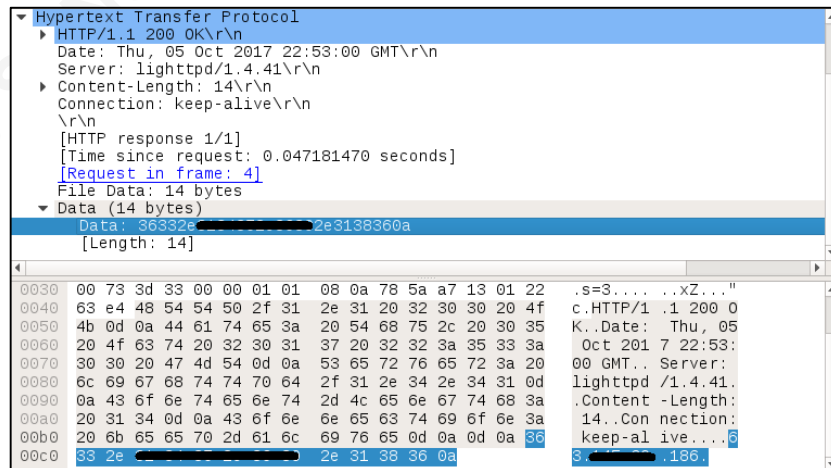 Hypertext Transfer Protocol
HTTP/1.1 200 OK\r\n
Date: Thu, 05 Oct 2017 22:53:00 GMT\r\n
Server: lighttpd/1.4.41\r\n
Content-Length: 14\r\n
Connection: keep-alive\r\n
\r\n
[HTTP response 1/1]
[Time since request: 0.047181470 seconds]
[Request in frame: 4]
File Data: 14 bytes
Data (14 bytes)
Data: 36332e 2e3138360a
[Length: 14]
0030 00 73 3d 33 00 00 01 01 08 0a 78 5a a7 13 01 22 .s=3.... ..xZ..."
0040 63 e4 48 54 54 50 2f 31 2e 31 20 32 30 30 20 4f c.HTTP/1 .1 200 O
0050 4b 0d 0a 44 61 74 65 3a 20 54 68 75 2c 20 30 35 K..Date: Thu, 05
0060 20 4f 63 74 20 32 30 31 37 20 32 32 3a 35 33 3a Oct 201 7 22:53:
0070 30 30 20 47 4d 54 0d 0a 53 65 72 76 65 72 3a 20 00 GMT.. Server:
0080 6c 69 67 68 74 74 70 64 2f 31 2e 34 2e 34 31 0d lighttpd /1.4.41.
0090 0a 43 6f 6e 74 65 6e 74 2d 4c 65 6e 67 74 68 3a .Content -Length:
00a0 20 31 34 0d 0a 43 6f 6e 6e 65 63 74 69 6f 6e 3a 14..Con nection:
00b0 20 6b 65 65 70 2d 61 6c 69 76 65 0d 0a 0d 0a 36 keep-al ive....6
00c0 33 2e 2e 31 38 36 0a 3. .186.